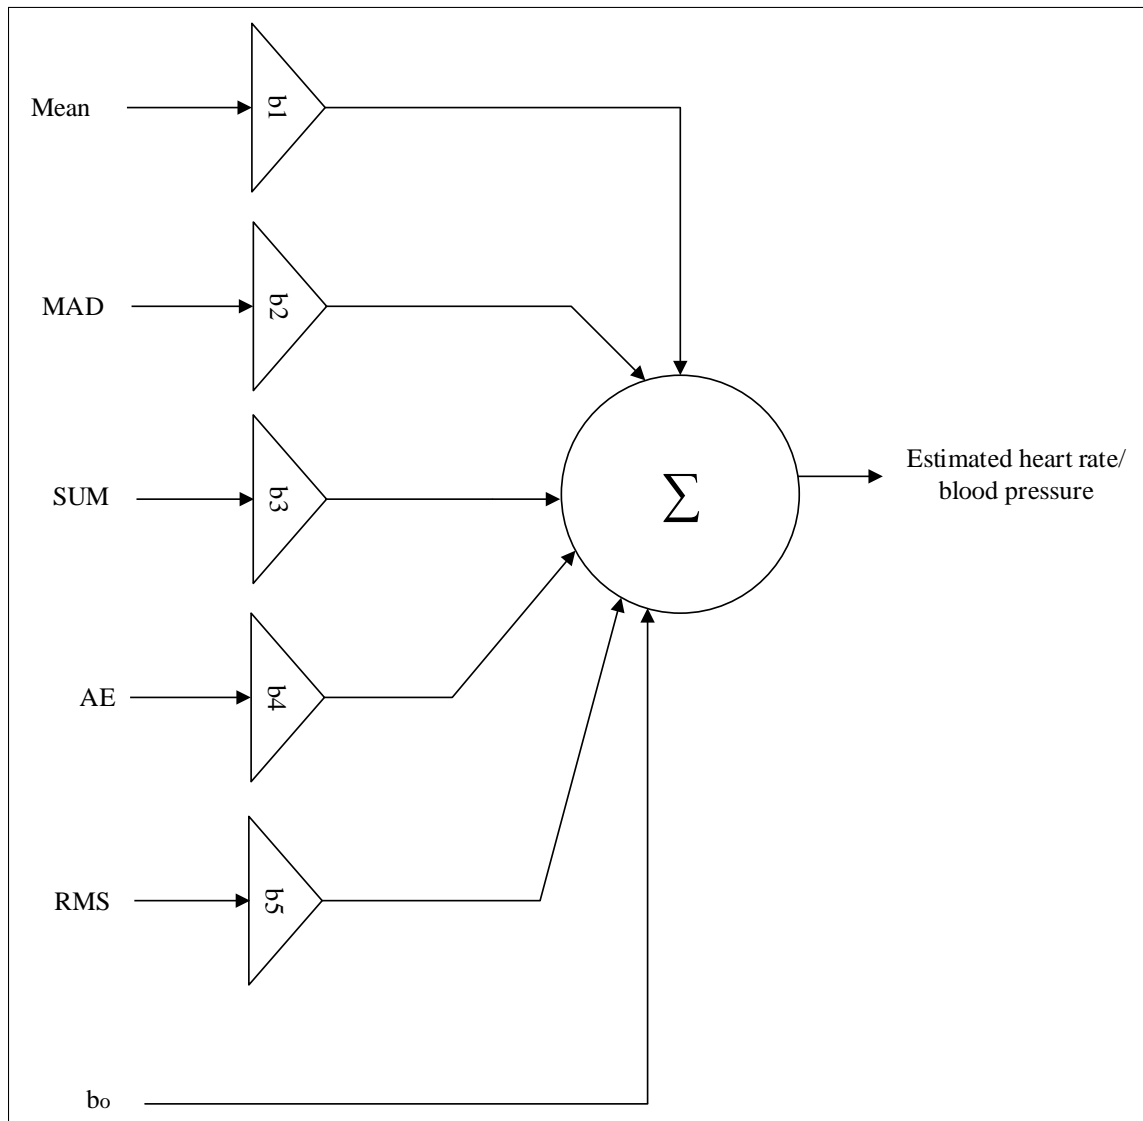 Mean
b1
MAD
b2
SUM
b3
∑
Estimated heart rate/
blood pressure
AE
b4
RMS
b5
bo